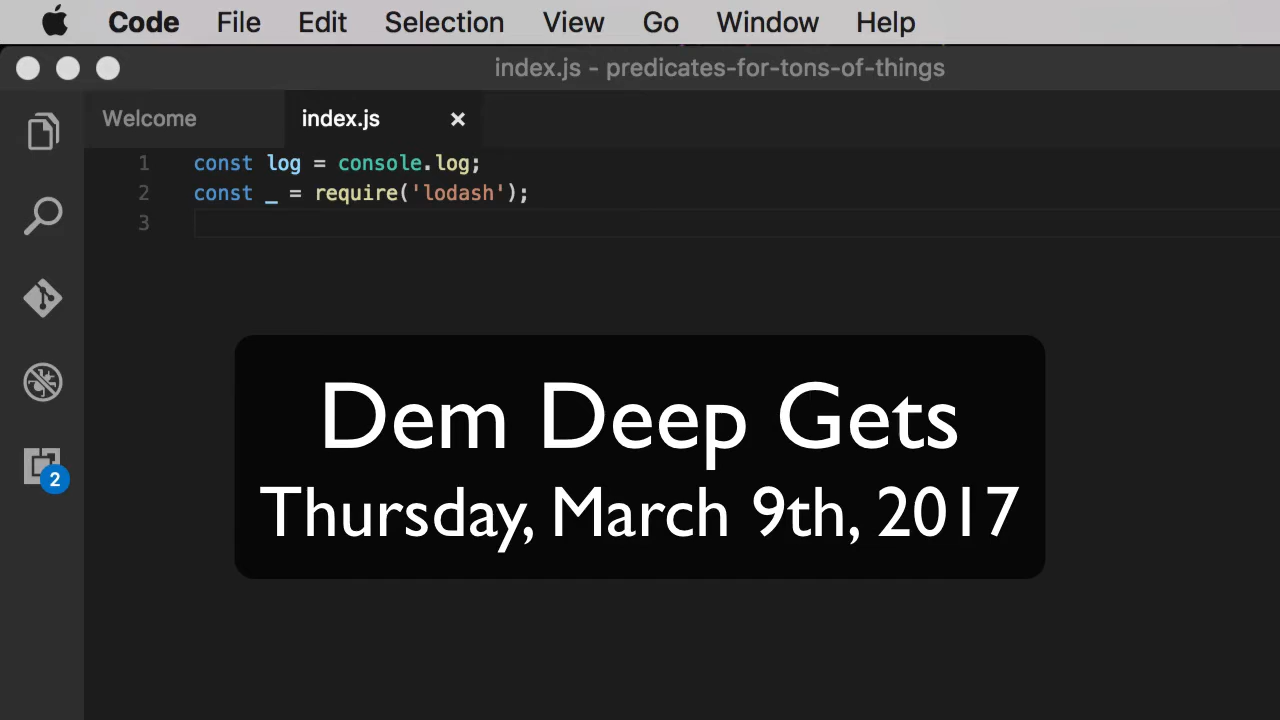 Code File Edit Selection View Go Window Help
index.js - predicates-for-tons-of-things
Welcome index.js ×
1 const log = console.log;
2 const _ = require('lodash');
3
Dem Deep Gets
Thursday, March 9th, 2017
2